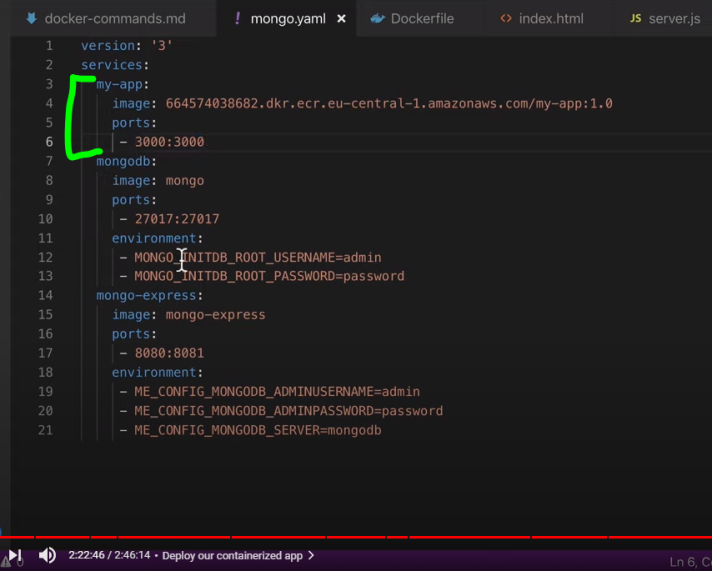 docker-commands.md
! mongo.yaml ×
Dockerfile
<> index.html
JS server.js
1 version: '3'
2 services:
3 my-app:
4 image: 664574038682.dkr.ecr.eu-central-1.amazonaws.com/my-app:1.0
5 ports:
6 - 3000:3000
7 mongodb:
8 image: mongo
9 ports:
10 - 27017:27017
11 environment:
12 - MONGO_INITDB_ROOT_USERNAME=admin
13 - MONGO_INITDB_ROOT_PASSWORD=password
14 mongo-express:
15 image: mongo-express
16 ports:
17 - 8080:8081
18 environment:
19 - ME_CONFIG_MONGODB_ADMINUSERNAME=admin
20 - ME_CONFIG_MONGODB_ADMINPASSWORD=password
21 - ME_CONFIG_MONGODB_SERVER=mongodb
2:22:46 / 2:46:14 • Deploy our containerized app >
0
Ln 6, C